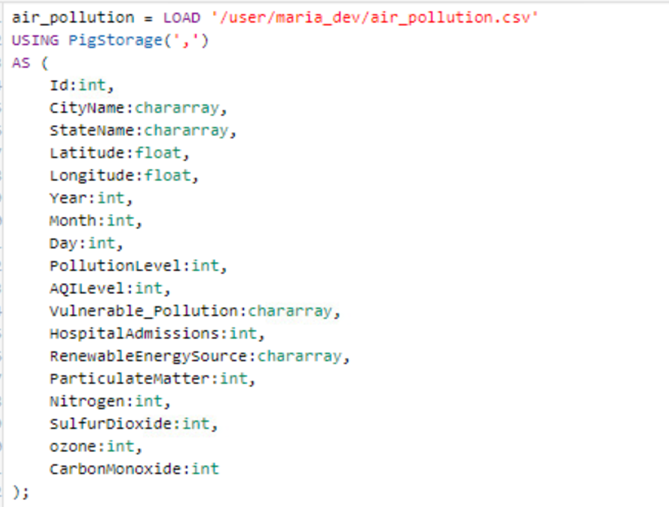 air_pollution = LOAD '/user/maria_dev/air_pollution.csv'
USING PigStorage(',')
AS (
    Id:int,
    CityName:chararray,
    StateName:chararray,
    Latitude:float,
    Longitude:float,
    Year:int,
    Month:int,
    Day:int,
    PollutionLevel:int,
    AQILevel:int,
    Vulnerable_Pollution:chararray,
    HospitalAdmissions:int,
    RenewableEnergySource:chararray,
    ParticulateMatter:int,
    Nitrogen:int,
    SulfurDioxide:int,
    ozone:int,
    CarbonMonoxide:int
);